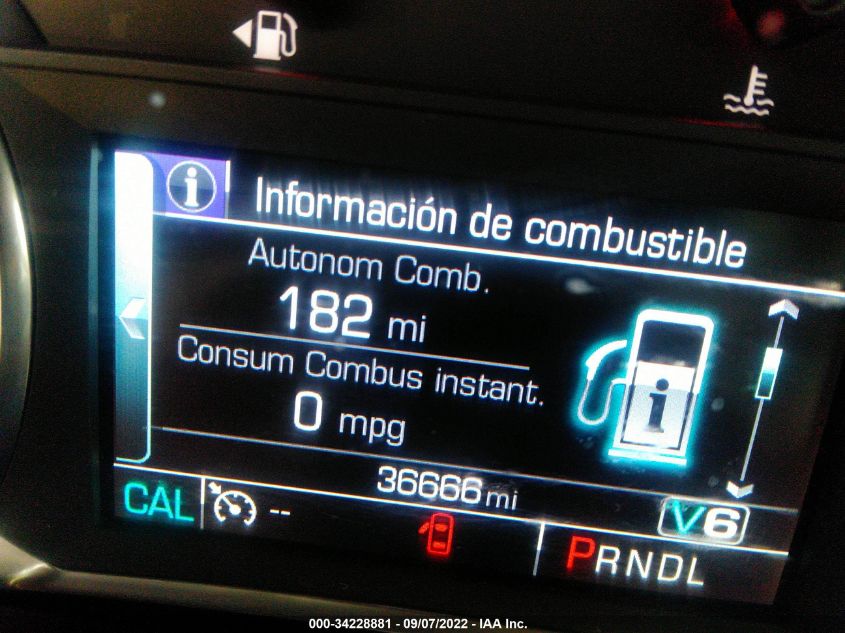 Información de combustible
Autonom Comb.
182 mi
Consum Combus instant.
0 mpg
36666 mi
V6
CAL
--
PRNDL
000-34228881 - 09/07/2022 - IAA Inc.